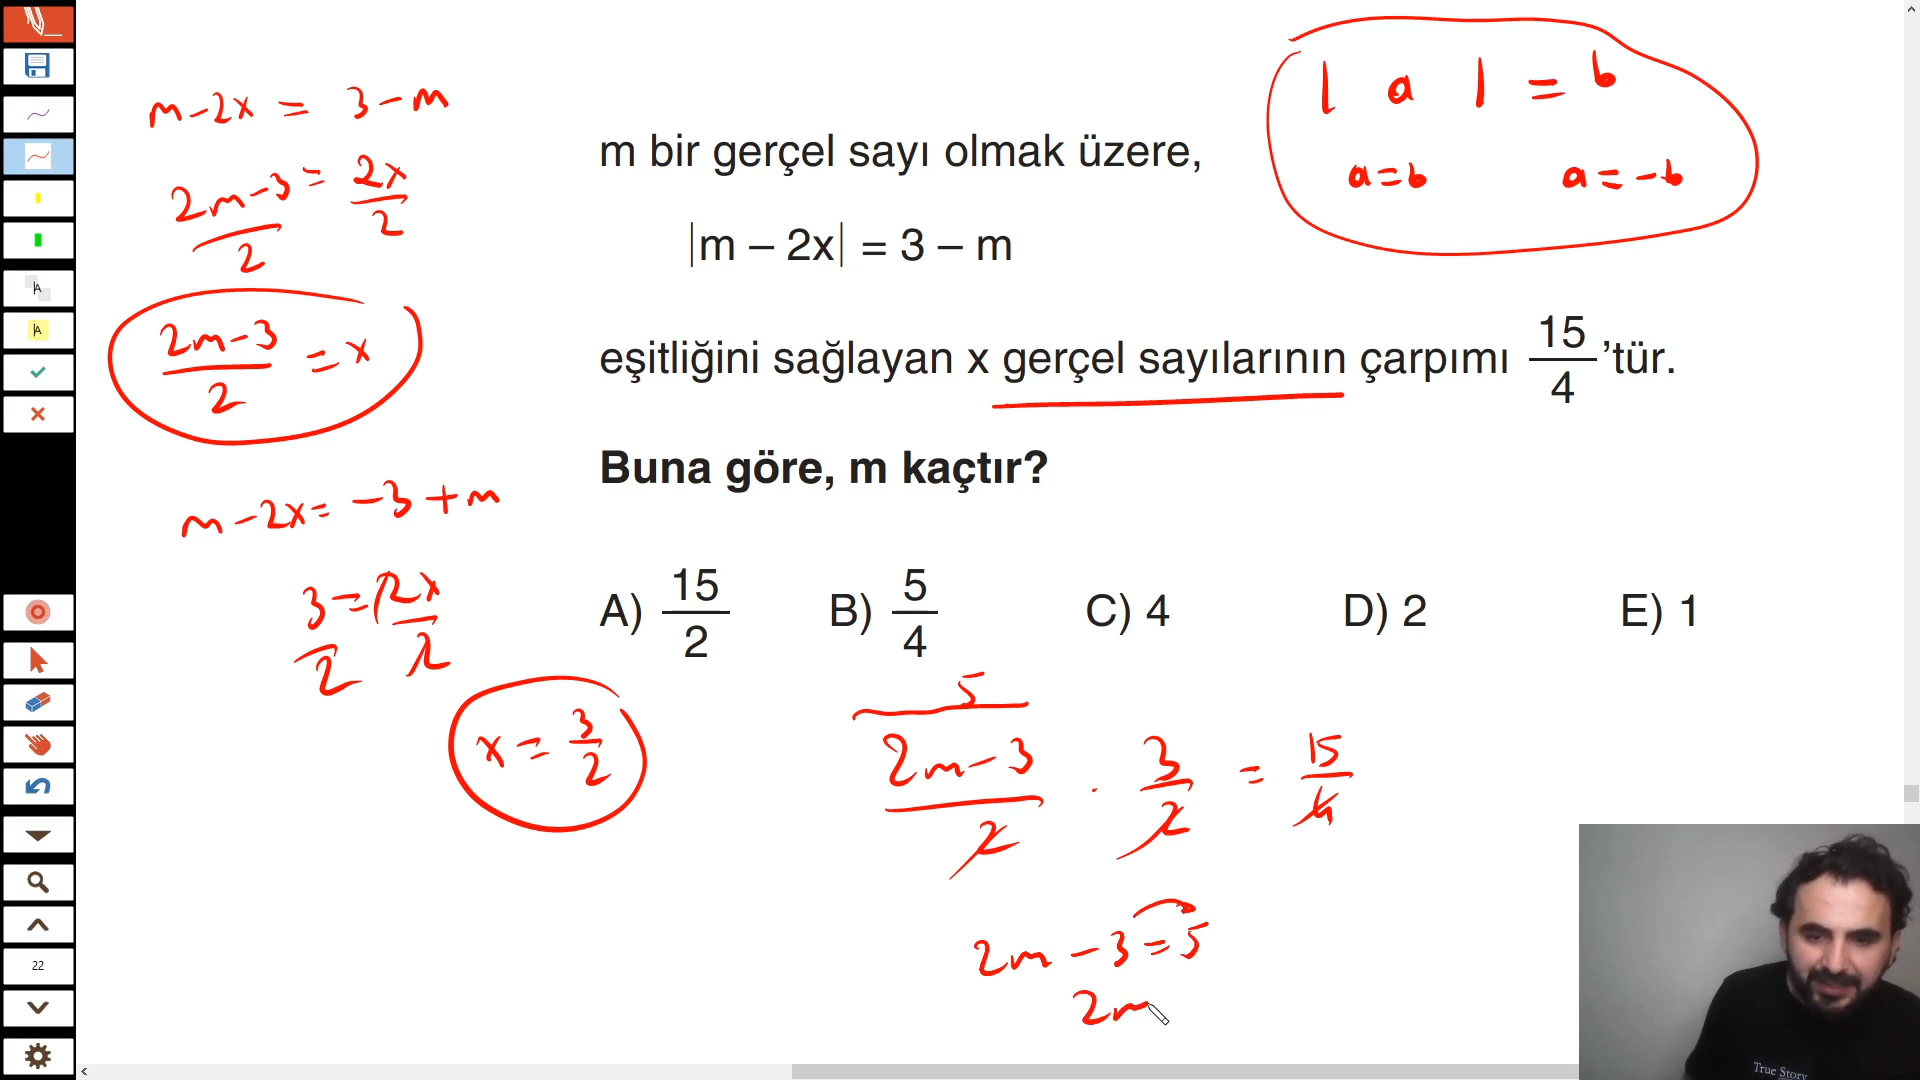 m-2x = 3-m
2m-3/2 = 2x/2
2m-3/2 = x
m-2x= -3+m
3/2 = 2x/2
x = 3/2
| a | = b
a=b a=-b
m bir gerçel sayı olmak üzere,
|m – 2x| = 3 – m
eşitliğini sağlayan x gerçel sayılarının çarpımı 15/4 'tür.
Buna göre, m kaçtır?
A) 15/2 B) 5/4 C) 4 D) 2 E) 1
5
2m-3/2 . 3/2 = 15/4
2m-3=5
2m
22
True Story